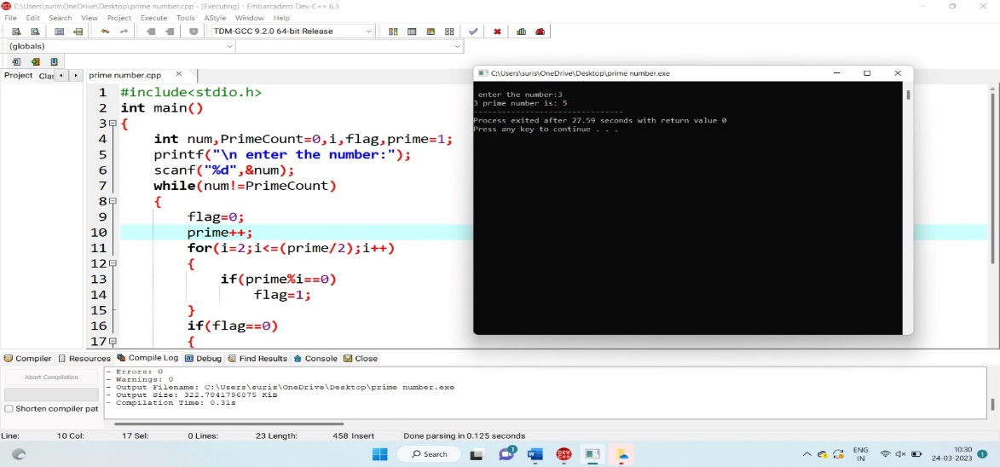 C:\Users\suris\OneDrive\Desktop\prime number.cpp - [Executing] - Embarcadero Dev-C++ 6.3
File Edit Search View Project Execute Tools AStyle Window Help
TDM-GCC 9.2.0 64-bit Release
(globals)
Project Clas
prime number.cpp
1 #include<stdio.h>
2 int main()
3 {
4 int num,PrimeCount=0,i,flag,prime=1;
5 printf("\n enter the number:");
6 scanf("%d",&num);
7 while(num!=PrimeCount)
8 {
9 flag=0;
10 prime++;
11 for(i=2;i<=(prime/2);i++)
12 {
13 if(prime%i==0)
14 flag=1;
15 }
16 if(flag==0)
17 {
C:\Users\suris\OneDrive\Desktop\prime number.exe
enter the number:3
3 prime number is: 5
--------------------------------
Process exited after 27.59 seconds with return value 0
Press any key to continue . . .
Compiler Resources Compile Log Debug Find Results Console Close
Abort Compilation
Shorten compiler pat
- Errors: 0
- Warnings: 0
- Output Filename: C:\Users\suris\OneDrive\Desktop\prime number.exe
- Output Size: 322.7841796875 KiB
- Compilation Time: 0.31s
Line: 10 Col: 17 Sel: 0 Lines: 23 Length: 458 Insert Done parsing in 0.125 seconds
Search
1
W
DEV C++
ENG
IN
10:30
24-03-2023
1